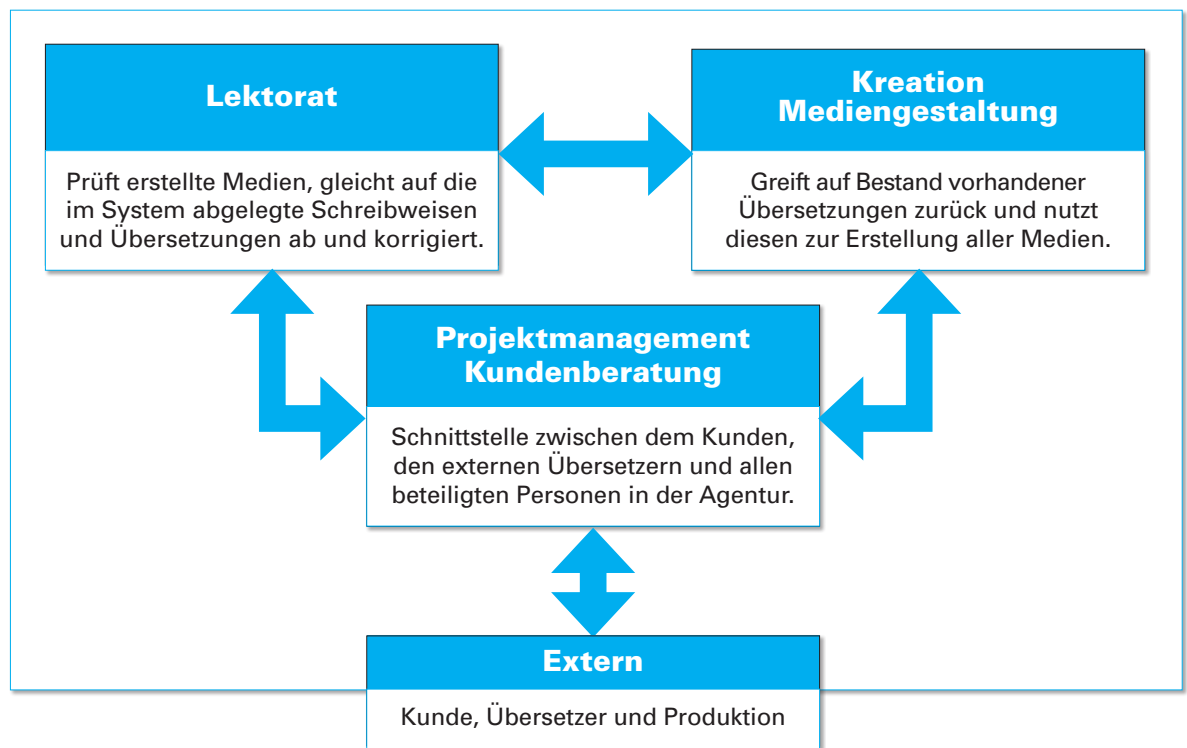 Lektorat
Prüft erstellte Medien, gleicht auf die
im System abgelegte Schreibweisen
und Übersetzungen ab und korrigiert.
Kreation
Mediengestaltung
Greift auf Bestand vorhandener
Übersetzungen zurück und nutzt
diesen zur Erstellung aller Medien.
Projektmanagement
Kundenberatung
Schnittstelle zwischen dem Kunden,
den externen Übersetzern und allen
beteiligten Personen in der Agentur.
Extern
Kunde, Übersetzer und Produktion